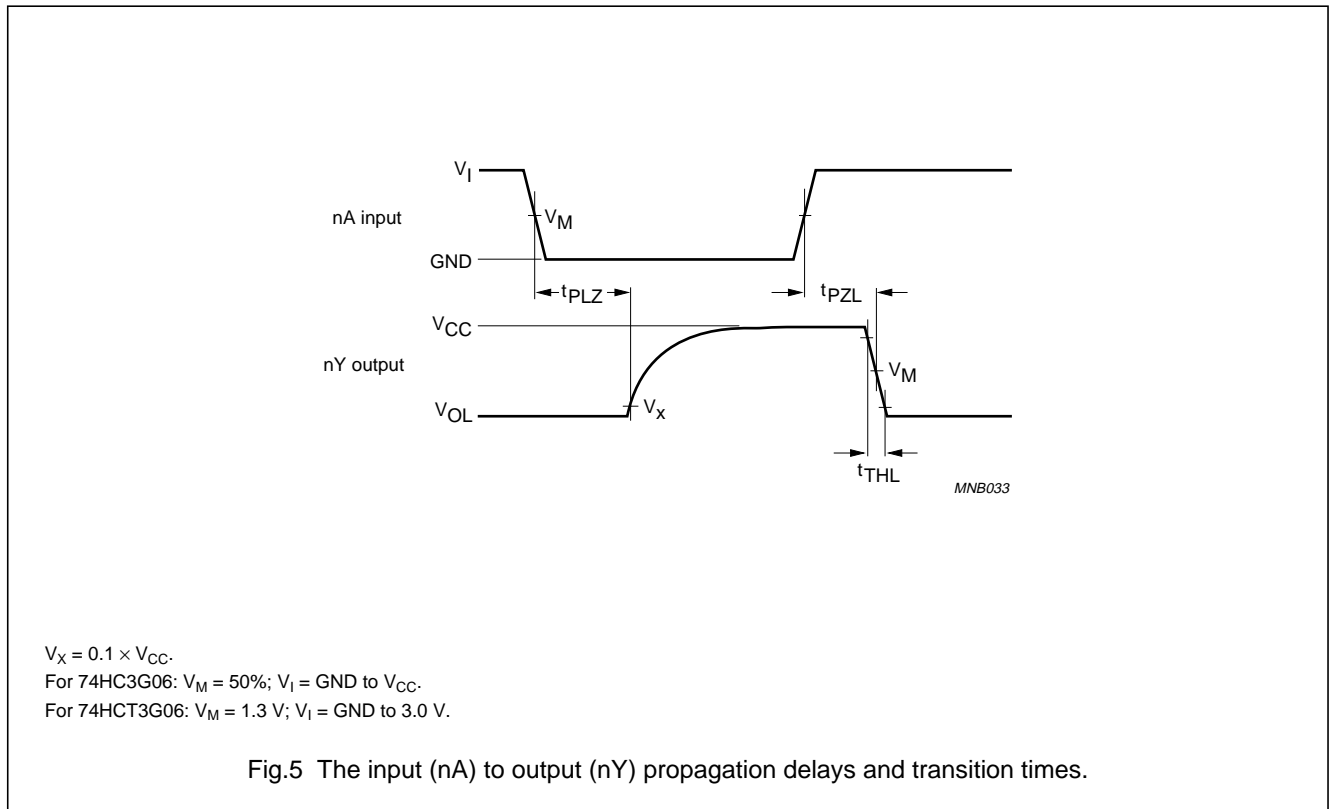 V_I
nA input
V_M
GND
t_PLZ
t_PZL
V_CC
nY output
V_M
V_OL
V_x
t_THL
MNB033
V_X = 0.1 × V_CC.
For 74HC3G06: V_M = 50%; V_I = GND to V_CC.
For 74HCT3G06: V_M = 1.3 V; V_I = GND to 3.0 V.
Fig.5 The input (nA) to output (nY) propagation delays and transition times.